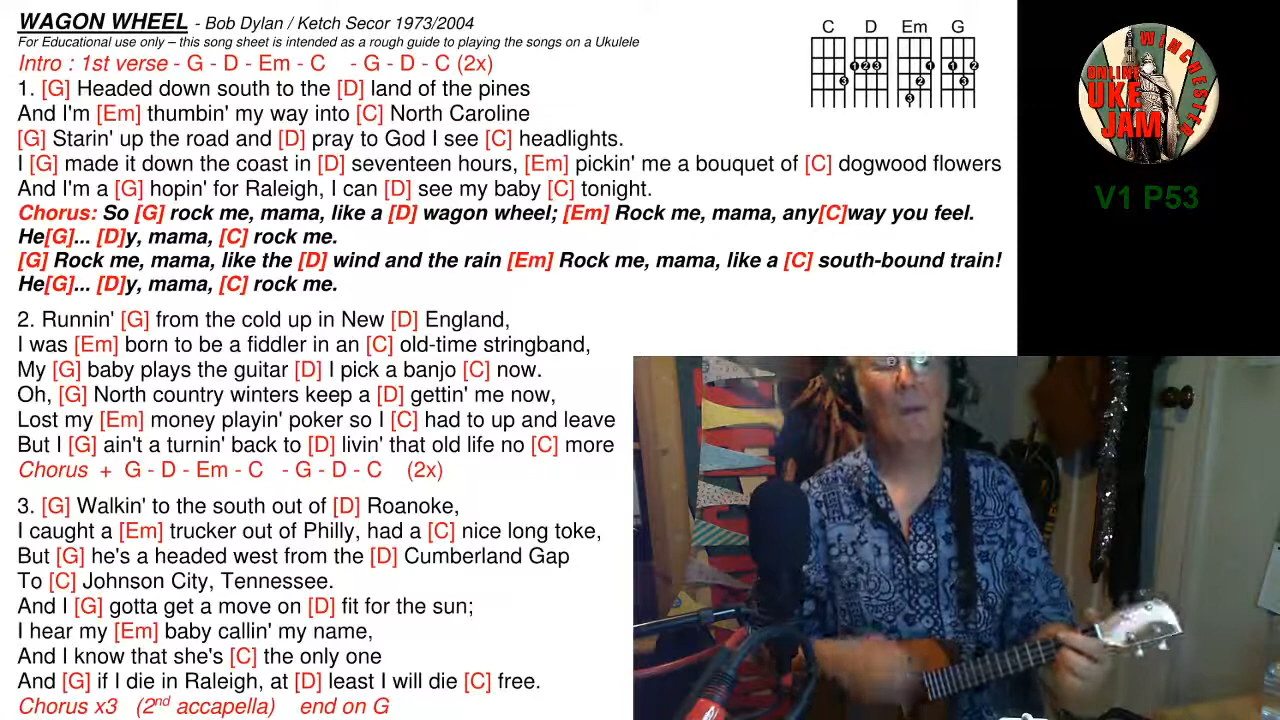 WAGON WHEEL - Bob Dylan / Ketch Secor 1973/2004
For Educational use only – this song sheet is intended as a rough guide to playing the songs on a Ukulele
Intro : 1st verse - G - D - Em - C - G - D - C (2x)
1. [G] Headed down south to the [D] land of the pines
And I'm [Em] thumbin' my way into [C] North Caroline
[G] Starin' up the road and [D] pray to God I see [C] headlights.
I [G] made it down the coast in [D] seventeen hours, [Em] pickin' me a bouquet of [C] dogwood flowers
And I'm a [G] hopin' for Raleigh, I can [D] see my baby [C] tonight.
Chorus: So [G] rock me, mama, like a [D] wagon wheel; [Em] Rock me, mama, any[C]way you feel.
He[G]... [D]y, mama, [C] rock me.
[G] Rock me, mama, like the [D] wind and the rain [Em] Rock me, mama, like a [C] south-bound train!
He[G]... [D]y, mama, [C] rock me.
2. Runnin' [G] from the cold up in New [D] England,
I was [Em] born to be a fiddler in an [C] old-time stringband,
My [G] baby plays the guitar [D] I pick a banjo [C] now.
Oh, [G] North country winters keep a [D] gettin' me now,
Lost my [Em] money playin' poker so I [C] had to up and leave
But I [G] ain't a turnin' back to [D] livin' that old life no [C] more
Chorus + G - D - Em - C - G - D - C (2x)
3. [G] Walkin' to the south out of [D] Roanoke,
I caught a [Em] trucker out of Philly, had a [C] nice long toke,
But [G] he's a headed west from the [D] Cumberland Gap
To [C] Johnson City, Tennessee.
And I [G] gotta get a move on [D] fit for the sun;
I hear my [Em] baby callin' my name,
And I know that she's [C] the only one
And [G] if I die in Raleigh, at [D] least I will die [C] free.
Chorus x3 (2nd accapella) end on G
C D Em G
3 1 2 3 1 2 3 1 2 3
WINCHESTER
ONLINE
UKE
JAM
V1 P53